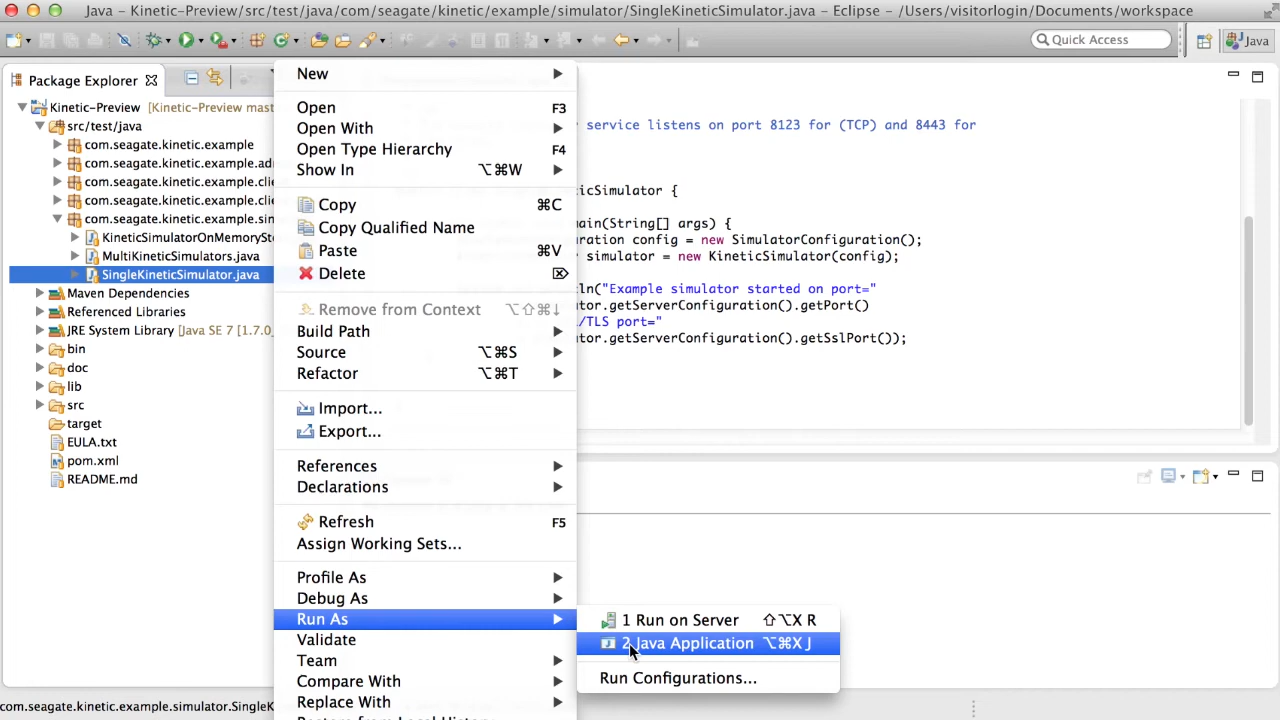 Java - Kinetic-Preview/src/test/java/com/seagate/kinetic/example/simulator/SingleKineticSimulator.java - Eclipse - /Users/visitorlogin/Documents/workspace
Quick Access
Java
Package Explorer
Kinetic-Preview [Kinetic-Preview mast
src/test/java
com.seagate.kinetic.example
com.seagate.kinetic.example.adm
com.seagate.kinetic.example.clie
com.seagate.kinetic.example.clie
com.seagate.kinetic.example.sim
KineticSimulatorOnMemorySto
MultiKineticSimulators.java
SingleKineticSimulator.java
Maven Dependencies
Referenced Libraries
JRE System Library [Java SE 7 [1.7.0_
bin
doc
lib
src
target
EULA.txt
pom.xml
README.md
New
Open F3
Open With
Open Type Hierarchy F4
Show In ⌥⌘W
Copy ⌘C
Copy Qualified Name
Paste ⌘V
Delete ⌦
Remove from Context ⌥⇧⌘↓
Build Path
Source ⌥⌘S
Refactor ⌥⌘T
Import...
Export...
References
Declarations
Refresh F5
Assign Working Sets...
Profile As
Debug As
Run As
Validate
Team
Compare With
Replace With
1 Run on Server ⇧⌥X R
2 Java Application ⌥⌘X J
Run Configurations...
service listens on port 8123 for (TCP) and 8443 for
ticSimulator {
main(String[] args) {
uration config = new SimulatorConfiguration();
r simulator = new KineticSimulator(config);
ln("Example simulator started on port="
tor.getServerConfiguration().getPort()
L/TLS port="
tor.getServerConfiguration().getSslPort());
com.seagate.kinetic.example.simulator.SingleK